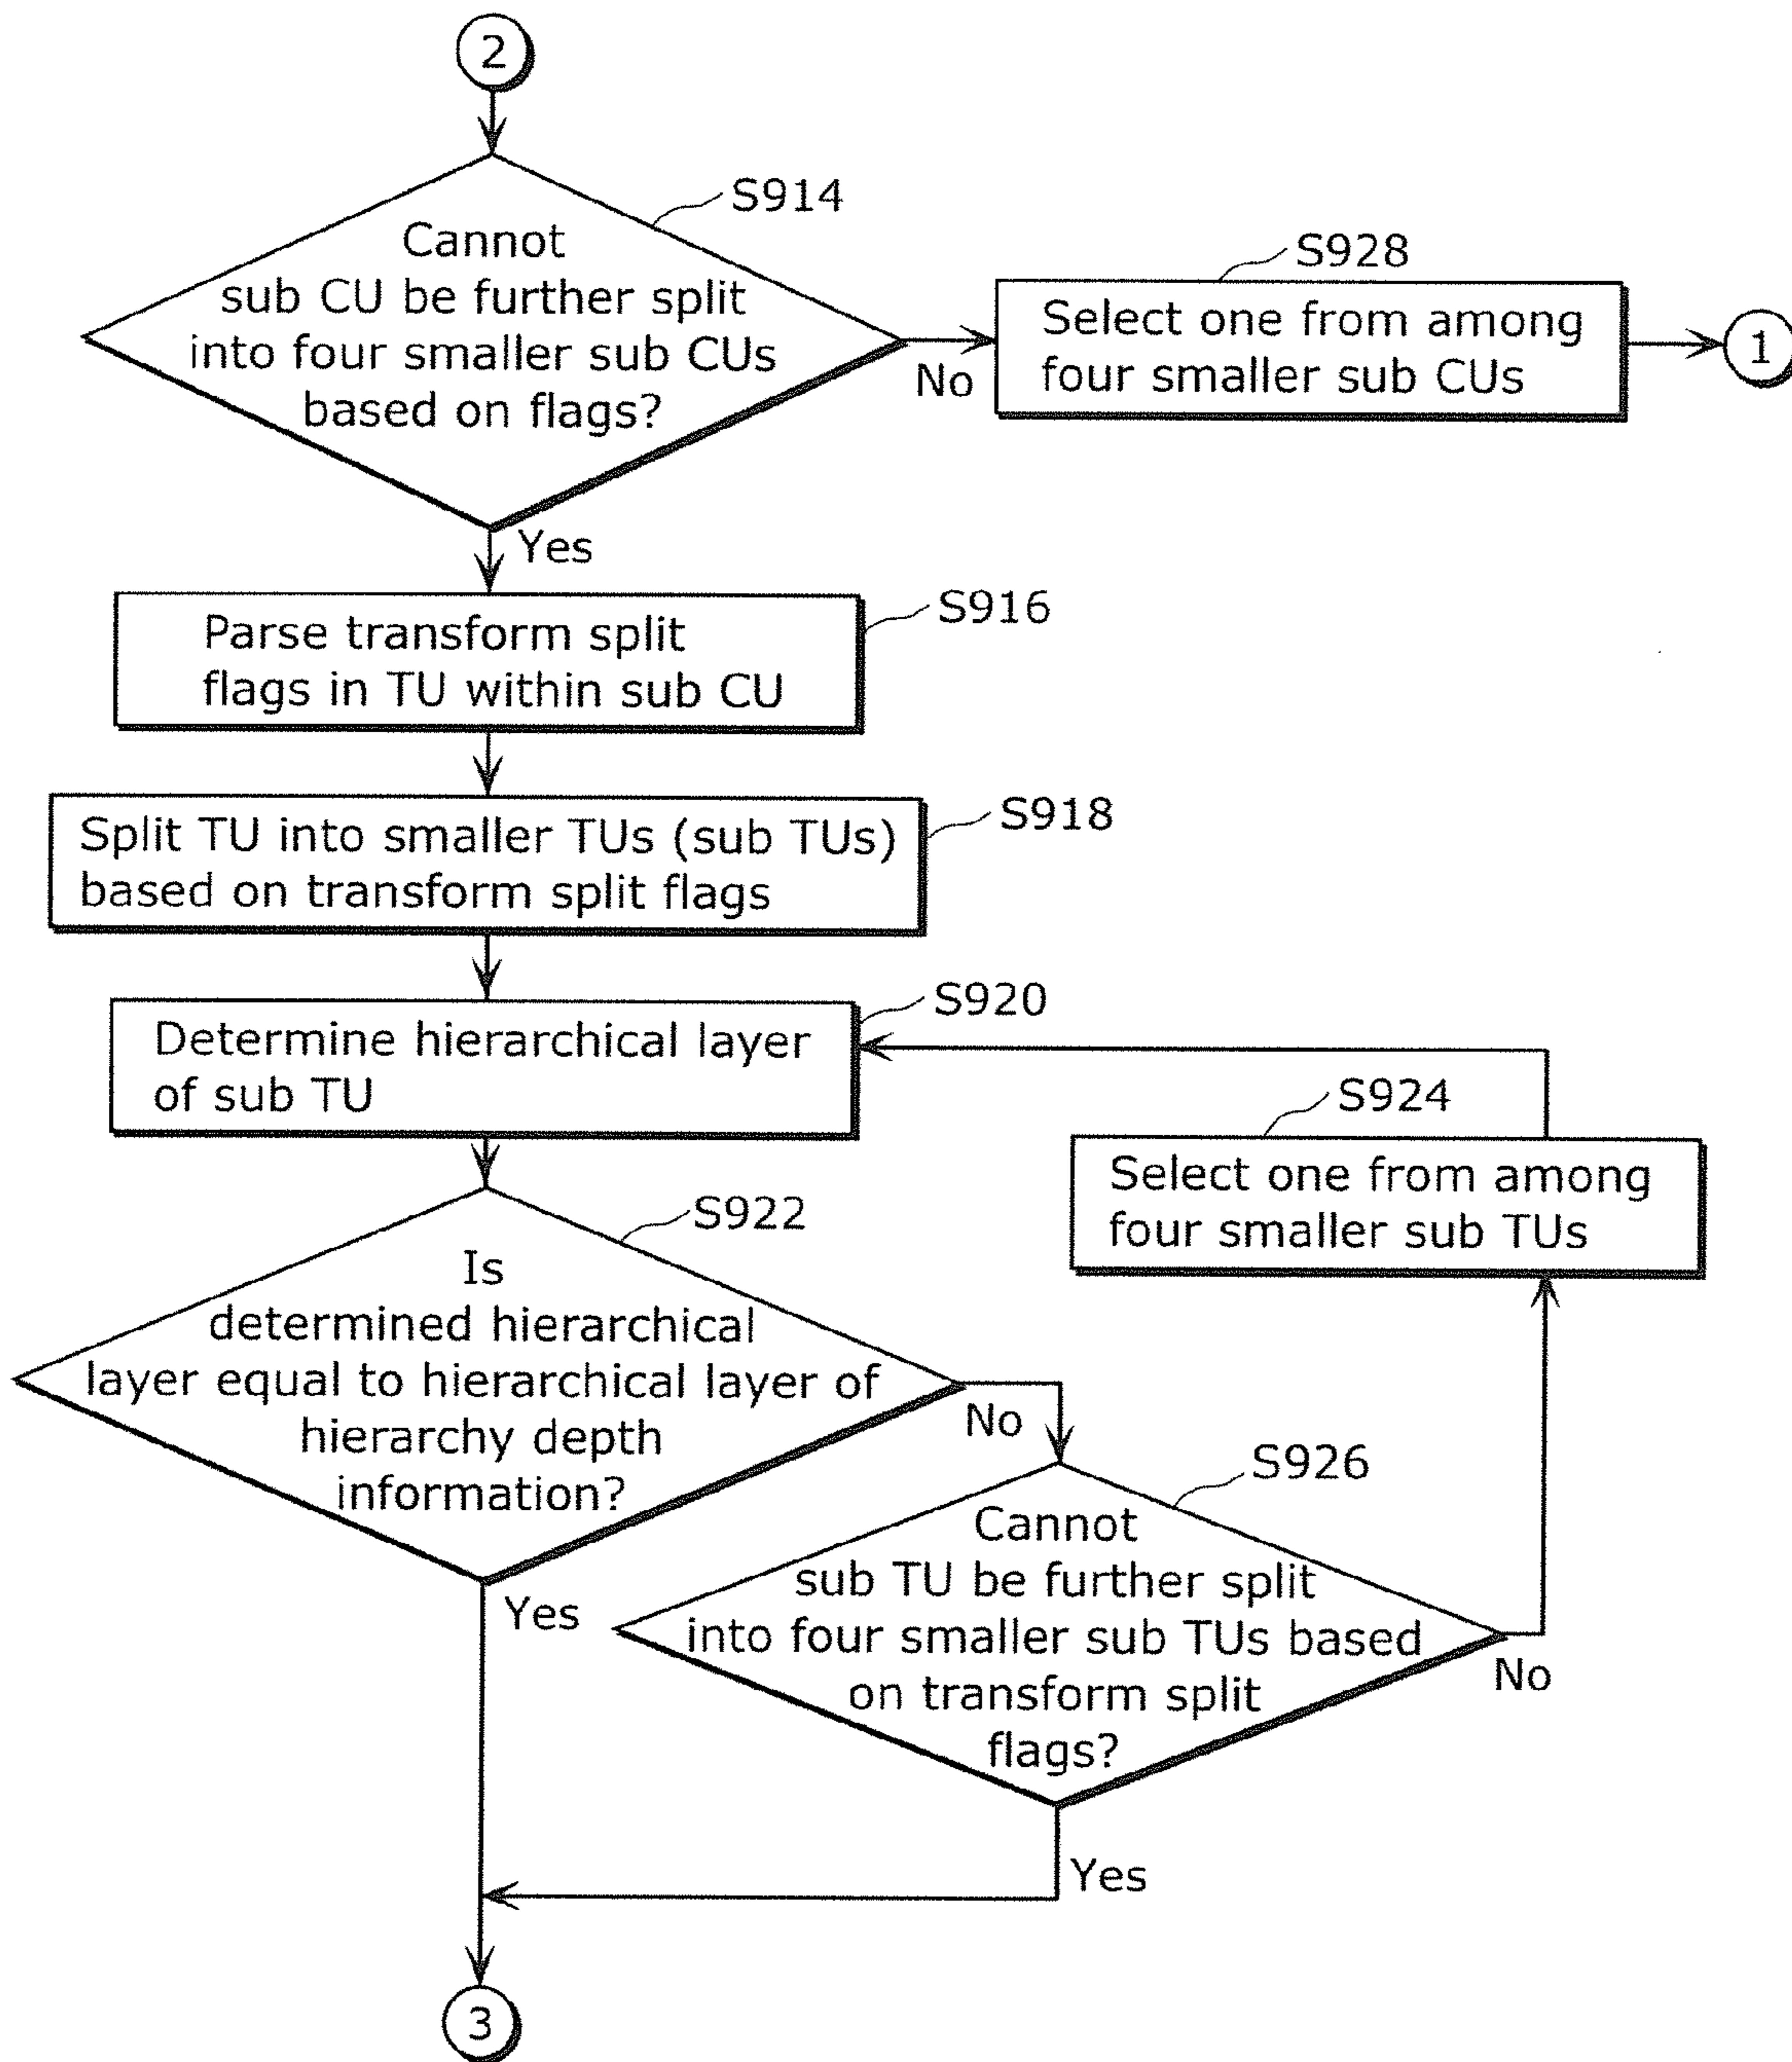 2
S914
Cannot
sub CU be further split
into four smaller sub CUs
based on flags?
No
S928
Select one from among
four smaller sub CUs
1
Yes
S916
Parse transform split
flags in TU within sub CU
S918
Split TU into smaller TUs (sub TUs)
based on transform split flags
S920
Determine hierarchical layer
of sub TU
S924
Select one from among
four smaller sub TUs
S922
Is
determined hierarchical
layer equal to hierarchical layer of
hierarchy depth
information?
No
Yes
S926
Cannot
sub TU be further split
into four smaller sub TUs based
on transform split
flags?
No
Yes
3